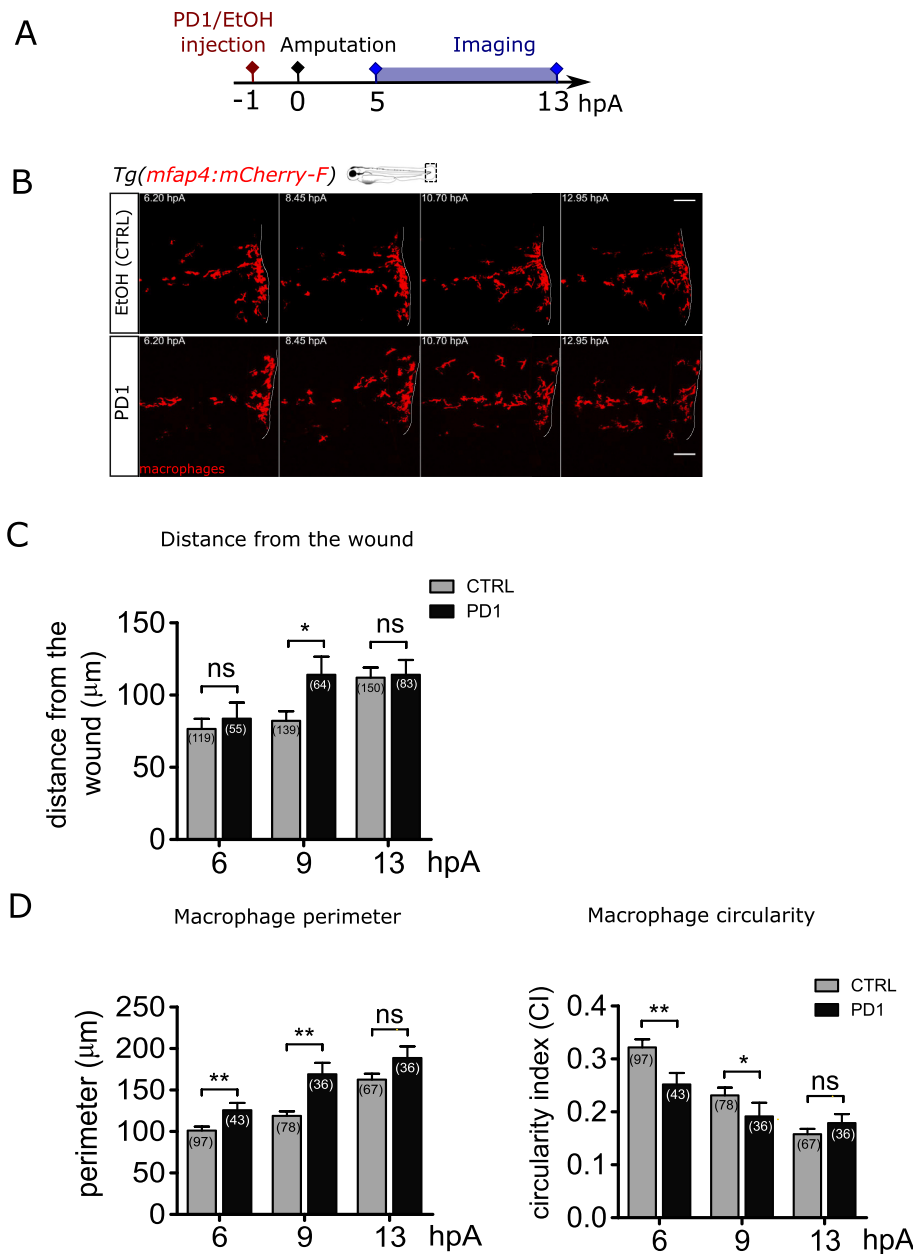 A
PD1/EtOH
injection
Amputation
Imaging
-1
0
5
13
hpA
B
Tg(mfap4:mCherry-F)
EtOH (CTRL)
6.20 hpA
8.45 hpA
10.70 hpA
12.95 hpA
PD1
6.20 hpA
8.45 hpA
10.70 hpA
12.95 hpA
macrophages
C
Distance from the wound
CTRL
PD1
distance from the
wound (μm)
150
100
50
0
ns
*
ns
(119)
(55)
(139)
(64)
(150)
(83)
6
9
13
hpA
D
Macrophage perimeter
perimeter (μm)
250
200
150
100
50
0
**
**
ns
(97)
(43)
(78)
(36)
(67)
(36)
6
9
13
hpA
Macrophage circularity
CTRL
PD1
circularity index (CI)
0.4
0.3
0.2
0.1
0.0
**
*
ns
(97)
(43)
(78)
(36)
(67)
(36)
6
9
13
hpA